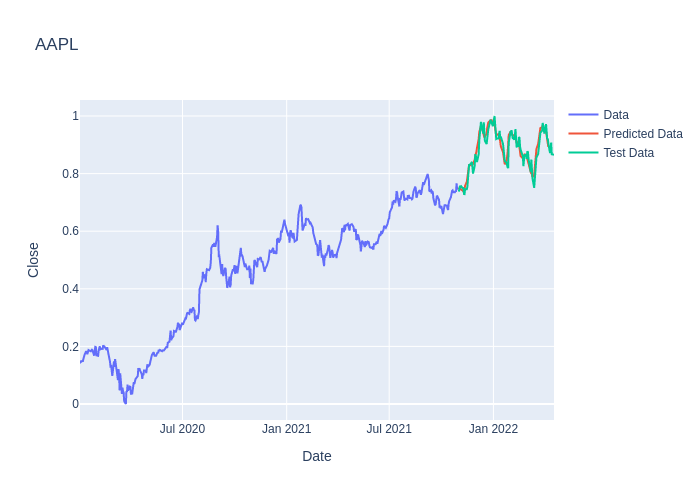 AAPL
Data
Predicted Data
Test Data
Close
1
0.8
0.6
0.4
0.2
0
Jul 2020
Jan 2021
Jul 2021
Jan 2022
Date